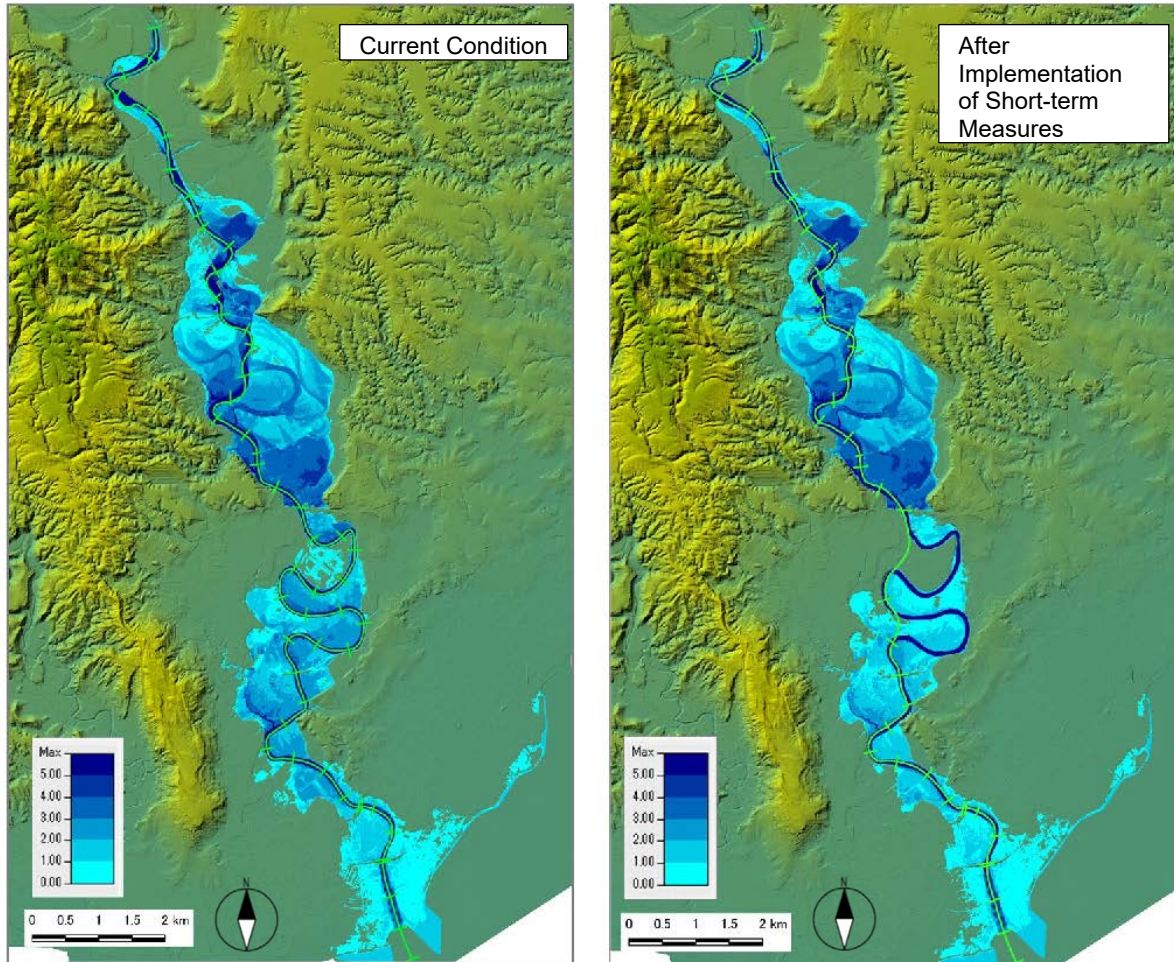 Current Condition
Max
5.00
4.00
3.00
2.00
1.00
0.00
0 0.5 1 1.5 2 km
N
After
Implementation
of Short-term
Measures
Max
5.00
4.00
3.00
2.00
1.00
0.00
0 0.5 1 1.5 2 km
N